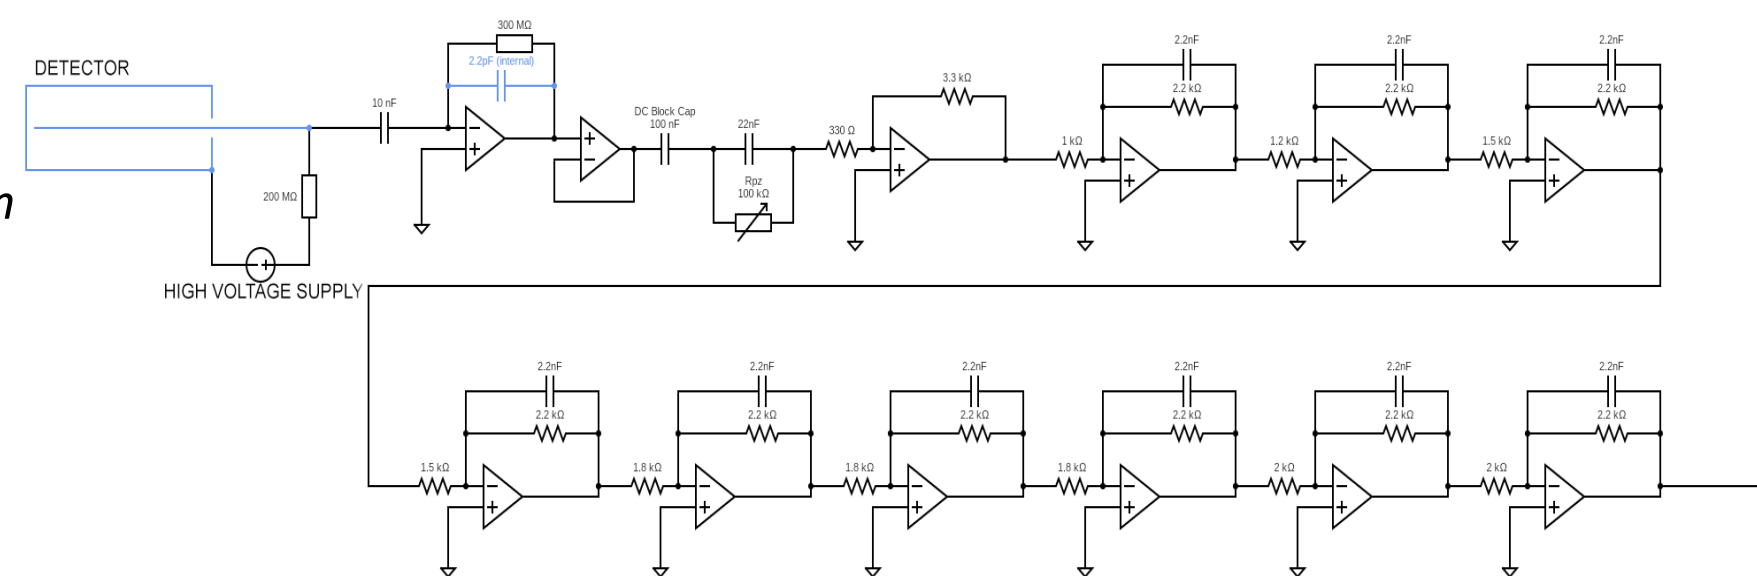 300 MΩ
2.2pF (internal)
DETECTOR
10 nF
200 MΩ
HIGH VOLTAGE SUPPLY
DC Block Cap
100 nF
22nF
Rpz
100 kΩ
330 Ω
3.3 kΩ
2.2nF
2.2 kΩ
1 kΩ
2.2nF
2.2 kΩ
1.2 kΩ
2.2nF
2.2 kΩ
1.5 kΩ
n
2.2nF
2.2 kΩ
1.5 kΩ
2.2nF
2.2 kΩ
1.8 kΩ
2.2nF
2.2 kΩ
1.8 kΩ
2.2nF
2.2 kΩ
1.8 kΩ
2.2nF
2.2 kΩ
2 kΩ
2.2nF
2.2 kΩ
2 kΩ